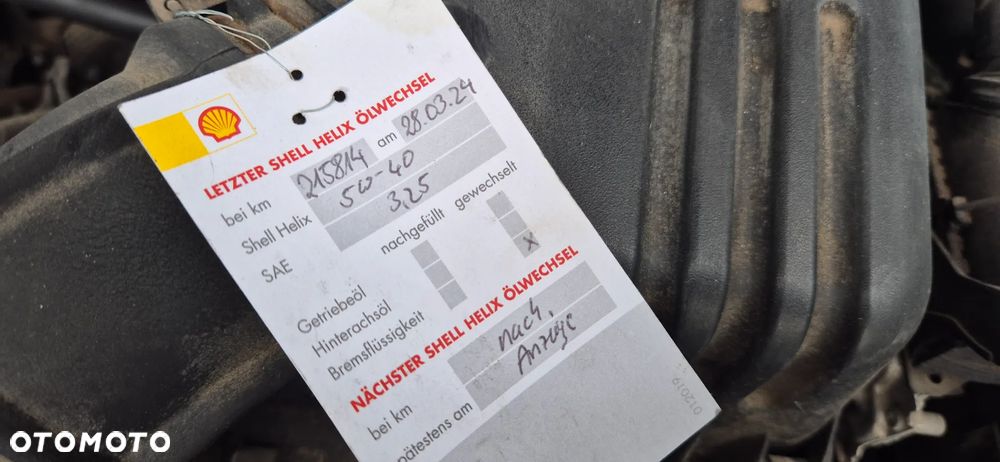 LETZTER SHELL HELIX ÖLWECHSEL
bei km 215814 am 28.03.24
Shell Helix 5W-40
SAE 3,25
nachgefüllt gewechselt
Getriebeöl
Hinterachsöl
Bremsflüssigkeit x
NÄCHSTER SHELL HELIX ÖLWECHSEL
bei km nach
spätestens am Anzeige
012019
OTOMOTO